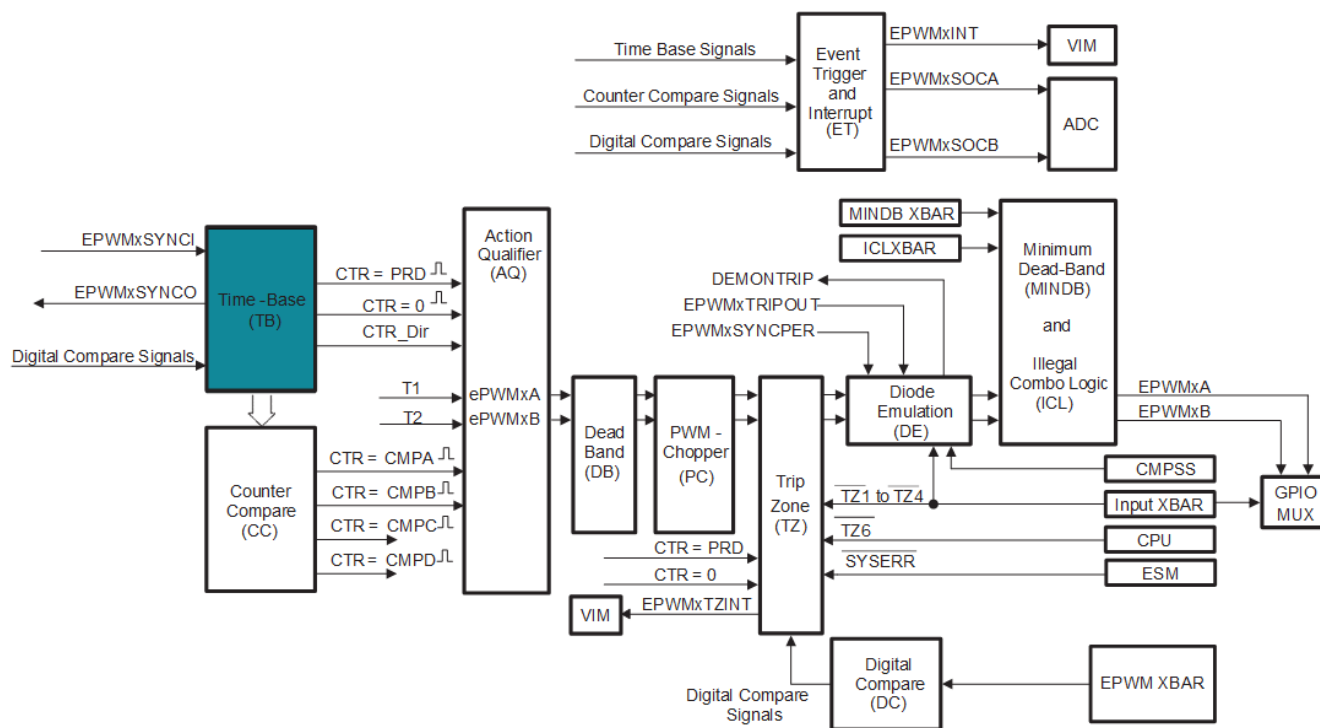 Time Base Signals
Counter Compare Signals
Digital Compare Signals
Event
Trigger
and
Interrupt
(ET)
EPWMxINT
EPWMxSOCA
EPWMxSOCB
VIM
ADC
EPWMxSYNCI
EPWMxSYNCO
Digital Compare Signals
Time -Base
(TB)
CTR = PRD
CTR = 0
CTR_Dir
T1
T2
Counter
Compare
(CC)
CTR = CMPA
CTR = CMPB
CTR = CMPC
CTR = CMPD
Action
Qualifier
(AQ)
ePWMxA
ePWMxB
Dead
Band
(DB)
PWM -
Chopper
(PC)
CTR = PRD
CTR = 0
EPWMxTZINT
VIM
Trip
Zone
(TZ)
DEMONTRIP
EPWMxTRIPOUT
EPWMxSYNCPER
Diode
Emulation
(DE)
MINDB XBAR
ICLXBAR
Minimum
Dead-Band
(MINDB)
and
Illegal
Combo Logic
(ICL)
EPWMxA
EPWMxB
TZ1 to TZ4
TZ6
SYSERR
CMPSS
Input XBAR
CPU
ESM
GPIO
MUX
Digital Compare
Signals
Digital
Compare
(DC)
EPWM XBAR